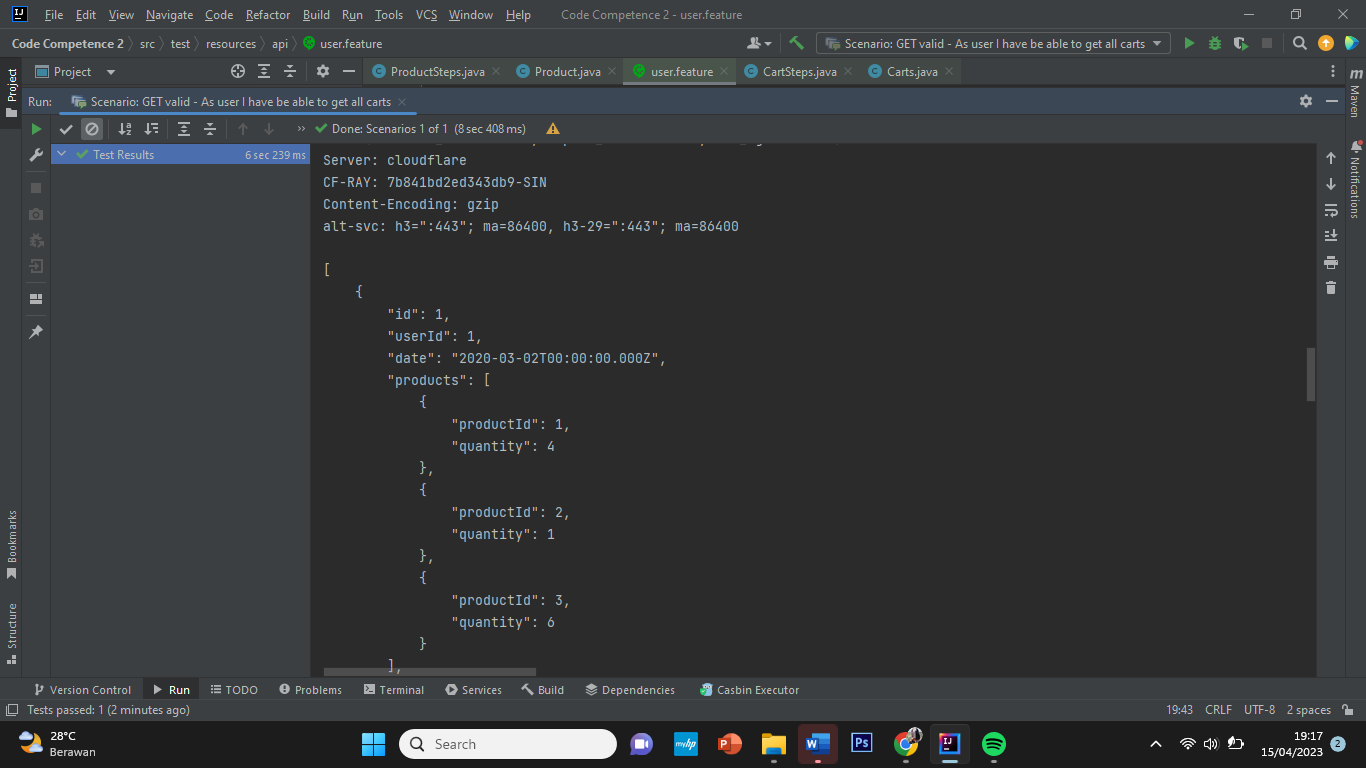 File Edit View Navigate Code Refactor Build Run Tools VCS Window Help Code Competence 2 - user.feature
Code Competence 2 src test resources api user.feature Scenario: GET valid - As user I have be able to get all carts
Project Project ProductSteps.java Product.java user.feature CartSteps.java Carts.java
Maven
Notifications
Bookmarks
Structure
Run: Scenario: GET valid - As user I have be able to get all carts
Done: Scenarios 1 of 1 (8 sec 408 ms)
Test Results 6 sec 239 ms
Server: cloudflare
CF-RAY: 7b841bd2ed343db9-SIN
Content-Encoding: gzip
alt-svc: h3=":443"; ma=86400, h3-29=":443"; ma=86400
[
{
"id": 1,
"userId": 1,
"date": "2020-03-02T00:00:00.000Z",
"products": [
{
"productId": 1,
"quantity": 4
},
{
"productId": 2,
"quantity": 1
},
{
"productId": 3,
"quantity": 6
}
],
Version Control Run TODO Problems Terminal Services Build Dependencies Casbin Executor
Tests passed: 1 (2 minutes ago) 19:43 CRLF UTF-8 2 spaces
28°C
Berawan
Search
19:17
15/04/2023 2